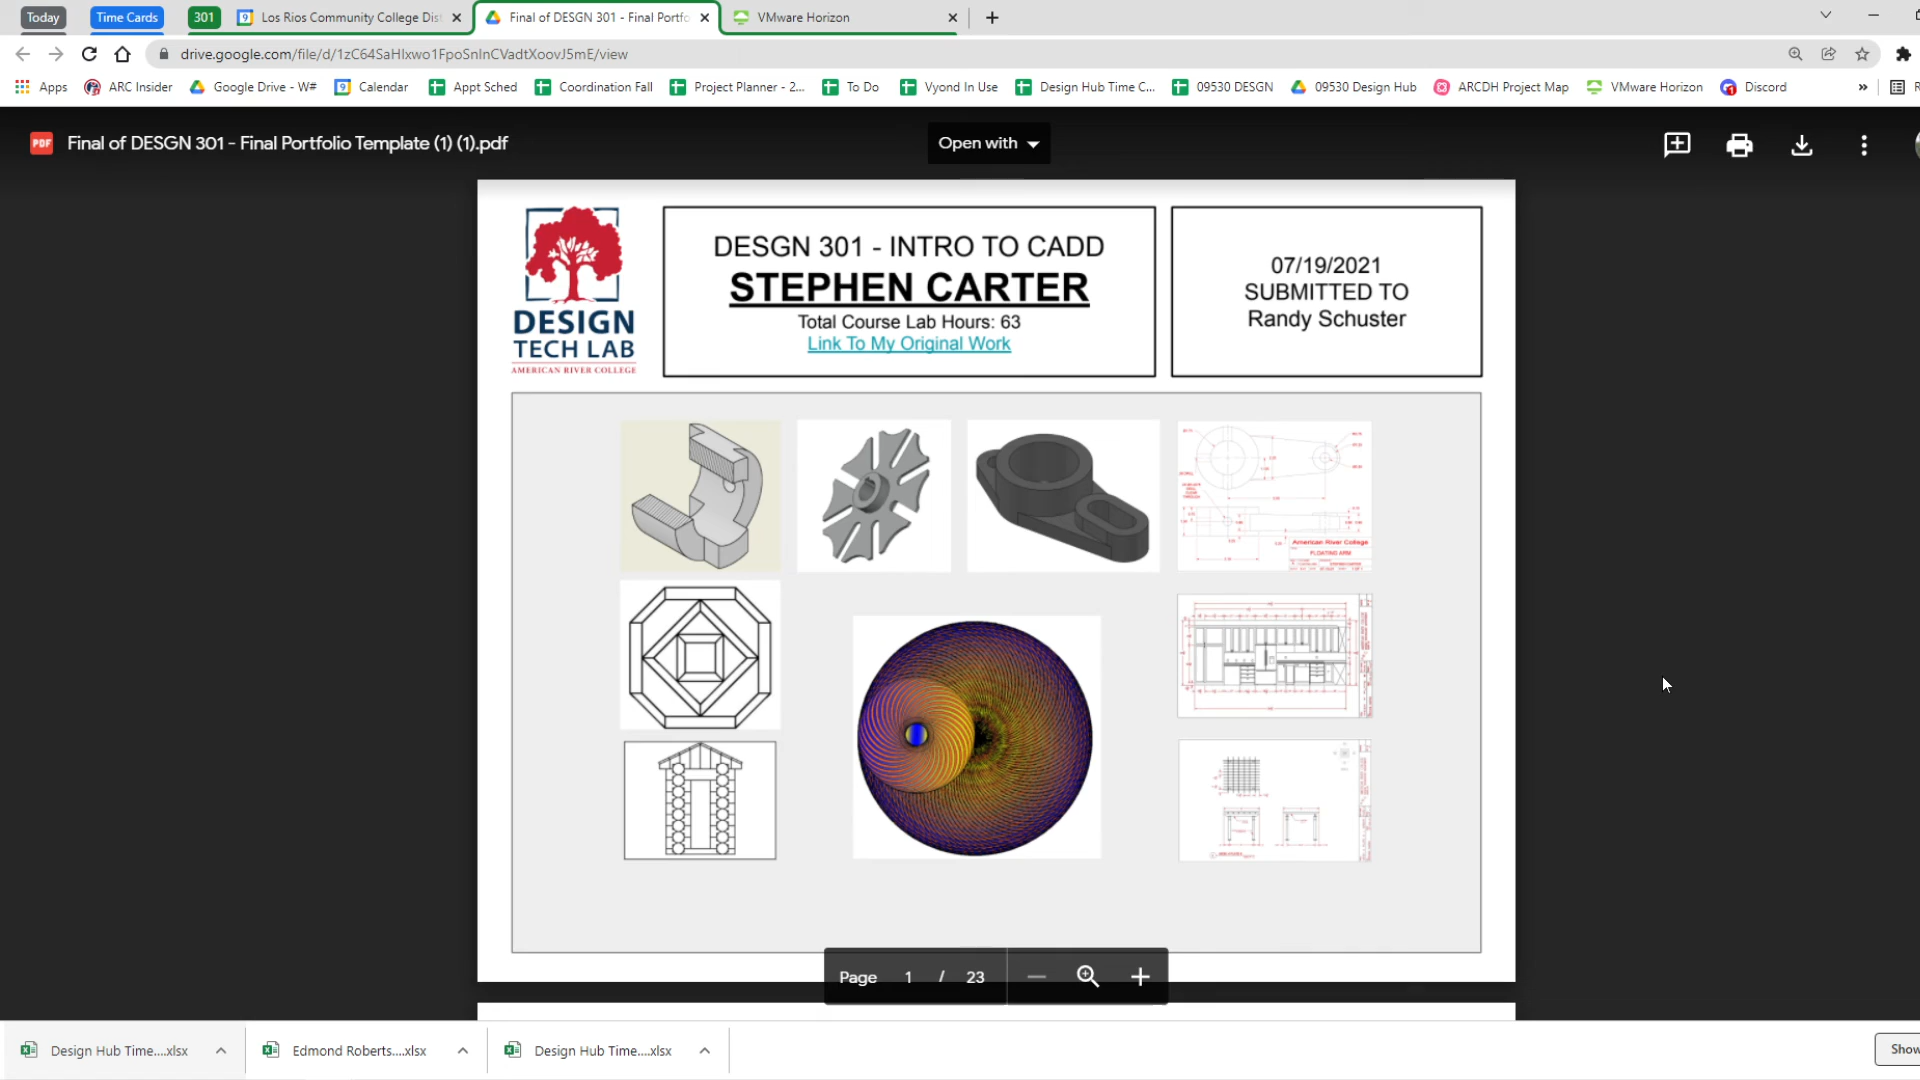 Today
Time Cards
301
Los Rios Community College Dis
Final of DESGN 301 - Final Portfo
VMware Horizon
drive.google.com/file/d/1zC64SaHIxwo1FpoSnInCVadtXoovJ5mE/view
Apps
ARC Insider
Google Drive - W#
Calendar
Appt Sched
Coordination Fall
Project Planner - 2...
To Do
Vyond In Use
Design Hub Time C...
09530 DESGN
09530 Design Hub
ARCDH Project Map
VMware Horizon
Discord
»
PDF
Final of DESGN 301 - Final Portfolio Template (1) (1).pdf
Open with
DESIGN
TECH LAB
AMERICAN RIVER COLLEGE
DESGN 301 - INTRO TO CADD
STEPHEN CARTER
Total Course Lab Hours: 63
Link To My Original Work
07/19/2021
SUBMITTED TO
Randy Schuster
American River College
FLOATING ARM
STEPHEN CARTER
Page 1 / 23
Design Hub Time....xlsx
Edmond Roberts....xlsx
Design Hub Time....xlsx
Show